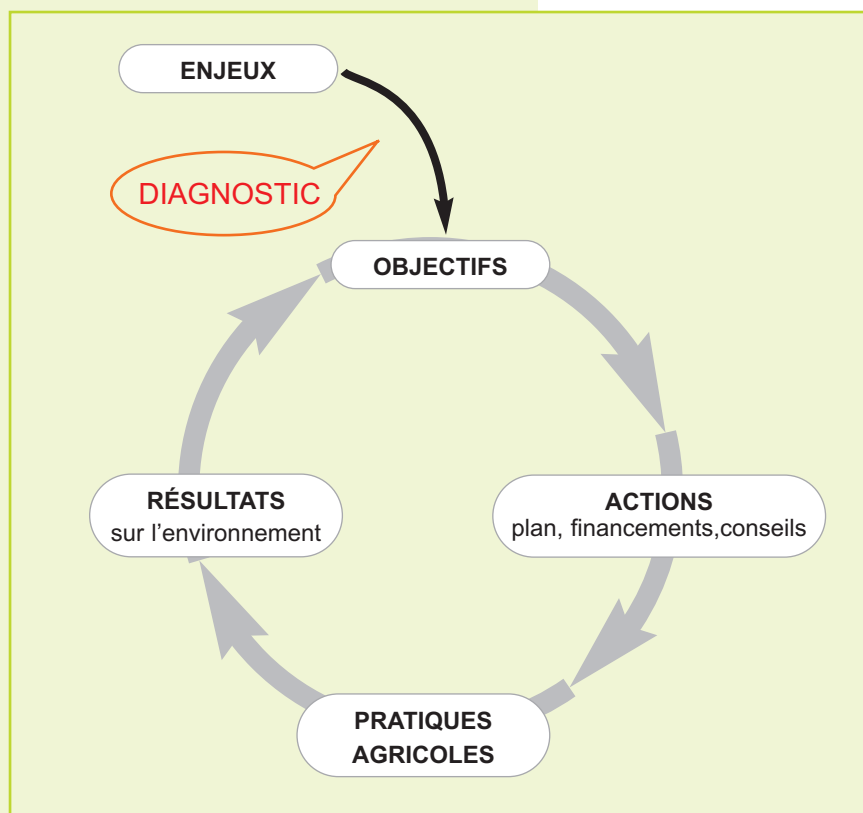 ENJEUX
DIAGNOSTIC
OBJECTIFS
RÉSULTATS
sur l’environnement
ACTIONS
plan, financements,conseils
PRATIQUES
AGRICOLES